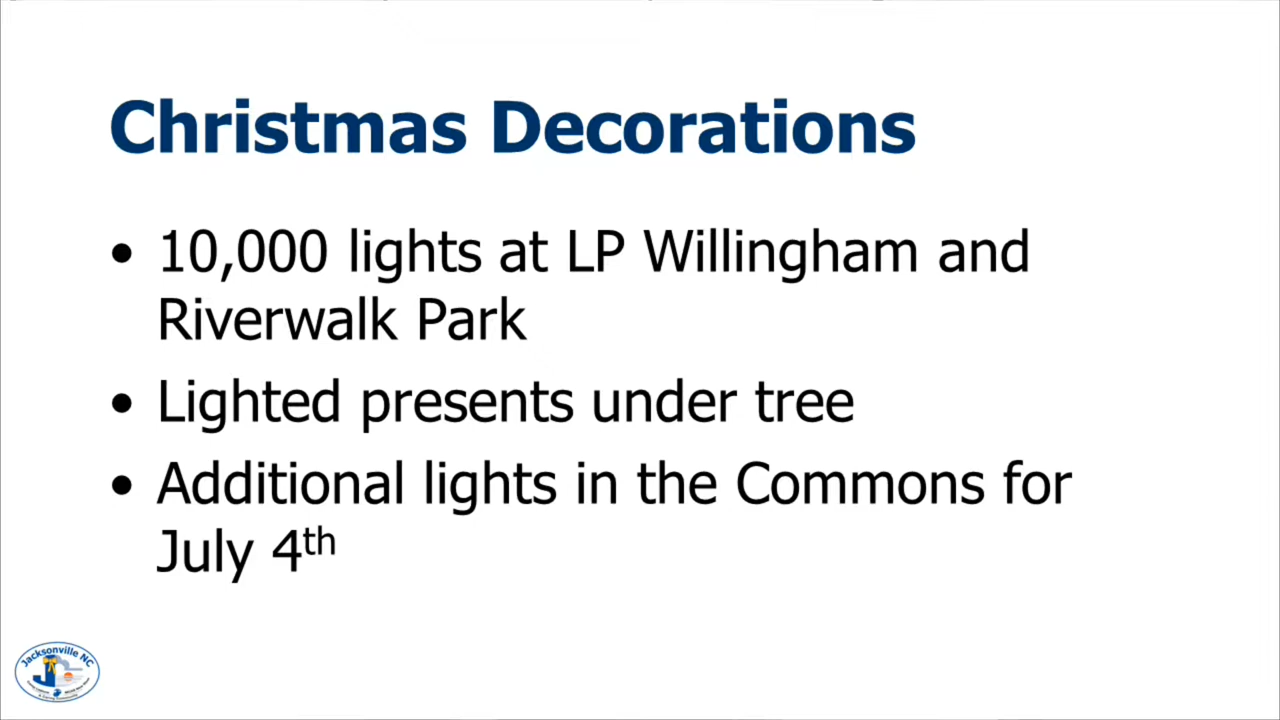 Christmas Decorations
• 10,000 lights at LP Willingham and
Riverwalk Park
• Lighted presents under tree
• Additional lights in the Commons for
July 4th
Jacksonville NC